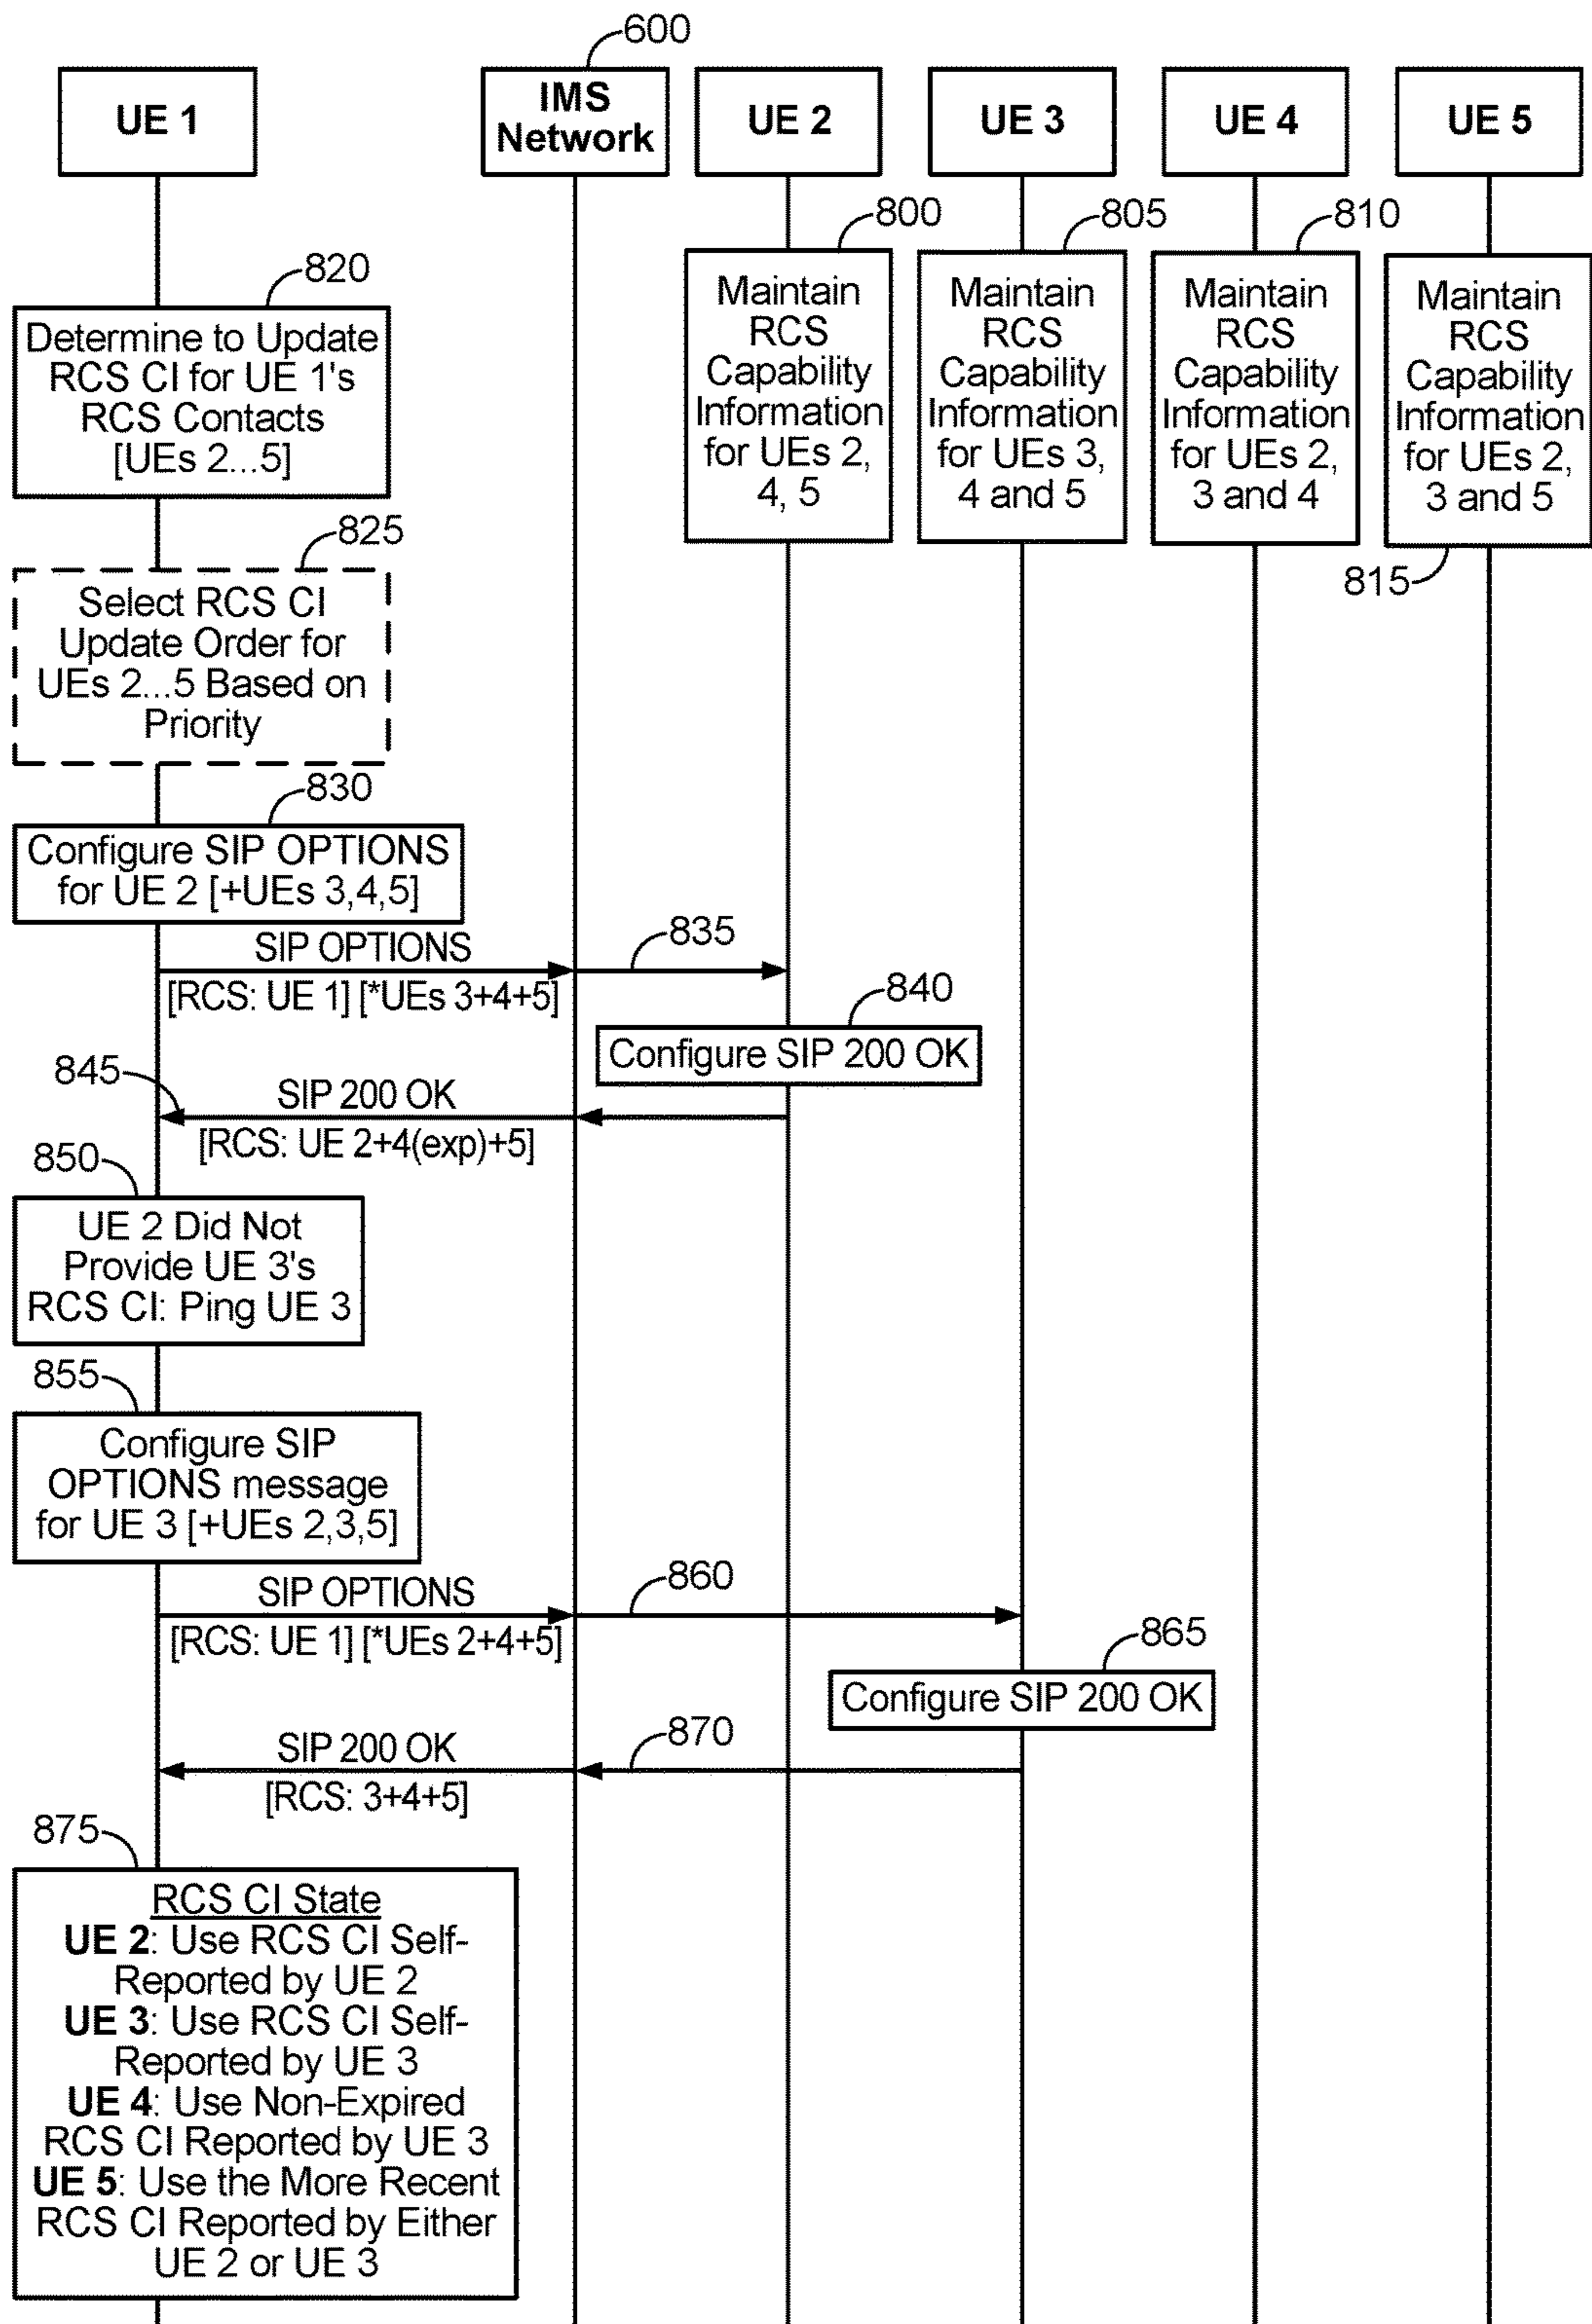 600
UE 1
IMS
Network
UE 2
UE 3
UE 4
UE 5
800
805
810
Maintain
RCS
Capability
Information
for UEs 2,
4, 5
Maintain
RCS
Capability
Information
for UEs 3,
4 and 5
Maintain
RCS
Capability
Information
for UEs 2,
3 and 4
Maintain
RCS
Capability
Information
for UEs 2,
3 and 5
815
820
Determine to Update
RCS CI for UE 1's
RCS Contacts
[UEs 2...5]
825
Select RCS CI
Update Order for
UEs 2...5 Based on
Priority
830
Configure SIP OPTIONS
for UE 2 [+UEs 3,4,5]
SIP OPTIONS
835
[RCS: UE 1] [*UEs 3+4+5]
840
Configure SIP 200 OK
845
SIP 200 OK
[RCS: UE 2+4(exp)+5]
850
UE 2 Did Not
Provide UE 3's
RCS CI: Ping UE 3
855
Configure SIP
OPTIONS message
for UE 3 [+UEs 2,3,5]
SIP OPTIONS
860
[RCS: UE 1] [*UEs 2+4+5]
865
Configure SIP 200 OK
SIP 200 OK
870
[RCS: 3+4+5]
875
RCS CI State
UE 2: Use RCS CI Self-
Reported by UE 2
UE 3: Use RCS CI Self-
Reported by UE 3
UE 4: Use Non-Expired
RCS CI Reported by UE 3
UE 5: Use the More Recent
RCS CI Reported by Either
UE 2 or UE 3